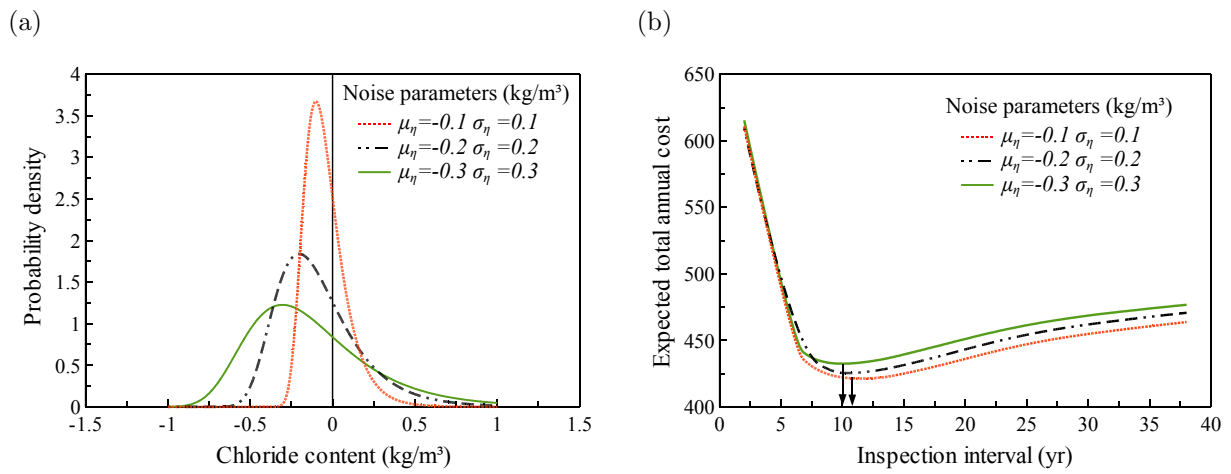 (a)
Noise parameters (kg/m³)
μη=-0.1 ση =0.1
μη=-0.2 ση =0.2
μη=-0.3 ση =0.3
Probability density
4
3.5
3
2.5
2
1.5
1
0.5
0
-1.5 -1 -0.5 0 0.5 1 1.5
Chloride content (kg/m³)
(b)
Noise parameters (kg/m³)
μη=-0.1 ση =0.1
μη=-0.2 ση =0.2
μη=-0.3 ση =0.3
Expected total annual cost
650
600
550
500
450
400
0 5 10 15 20 25 30 35 40
Inspection interval (yr)